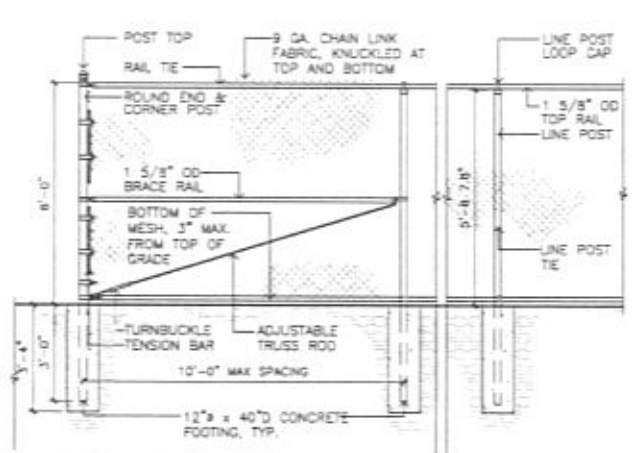 POST TOP
RAIL TIE
9 GA. CHAIN LINK
FABRIC, KNUCKLED AT
TOP AND BOTTOM
LINE POST
LOOP CAP
ROUND END &
CORNER POST
1 5/8" OD
TOP RAIL
LINE POST
1 5/8" OD
BRACE RAIL
BOTTOM OF
MESH, 3" MAX.
FROM TOP OF
GRADE
LINE POST
TIE
TURNBUCKLE
TENSION BAR
ADJUSTABLE
TRUSS ROD
10'-0" MAX SPACING
12"ø x 40"D CONCRETE
FOOTING, TYP.
3'-4"
3'-0"